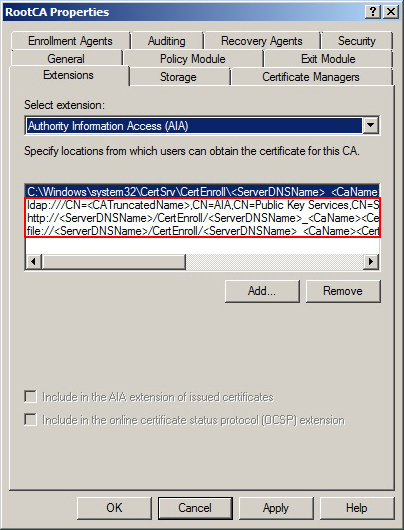 RootCA Properties
Enrollment Agents Auditing Recovery Agents Security
General Policy Module Exit Module
Extensions Storage Certificate Managers
Select extension:
Authority Information Access (AIA)
Specify locations from which users can obtain the certificate for this CA.
C:\Windows\system32\CertSrv\CertEnroll\<ServerDNSName>_<CaName
ldap:///CN=<CATruncatedName>,CN=AIA,CN=Public Key Services,CN=S
http://<ServerDNSName>/CertEnroll/<ServerDNSName>_<CaName><Ce
file://<ServerDNSName>/CertEnroll/<ServerDNSName>_<CaName><Cert
Add... Remove
Include in the AIA extension of issued certificates
Include in the online certificate status protocol (OCSP) extension
OK Cancel Apply Help